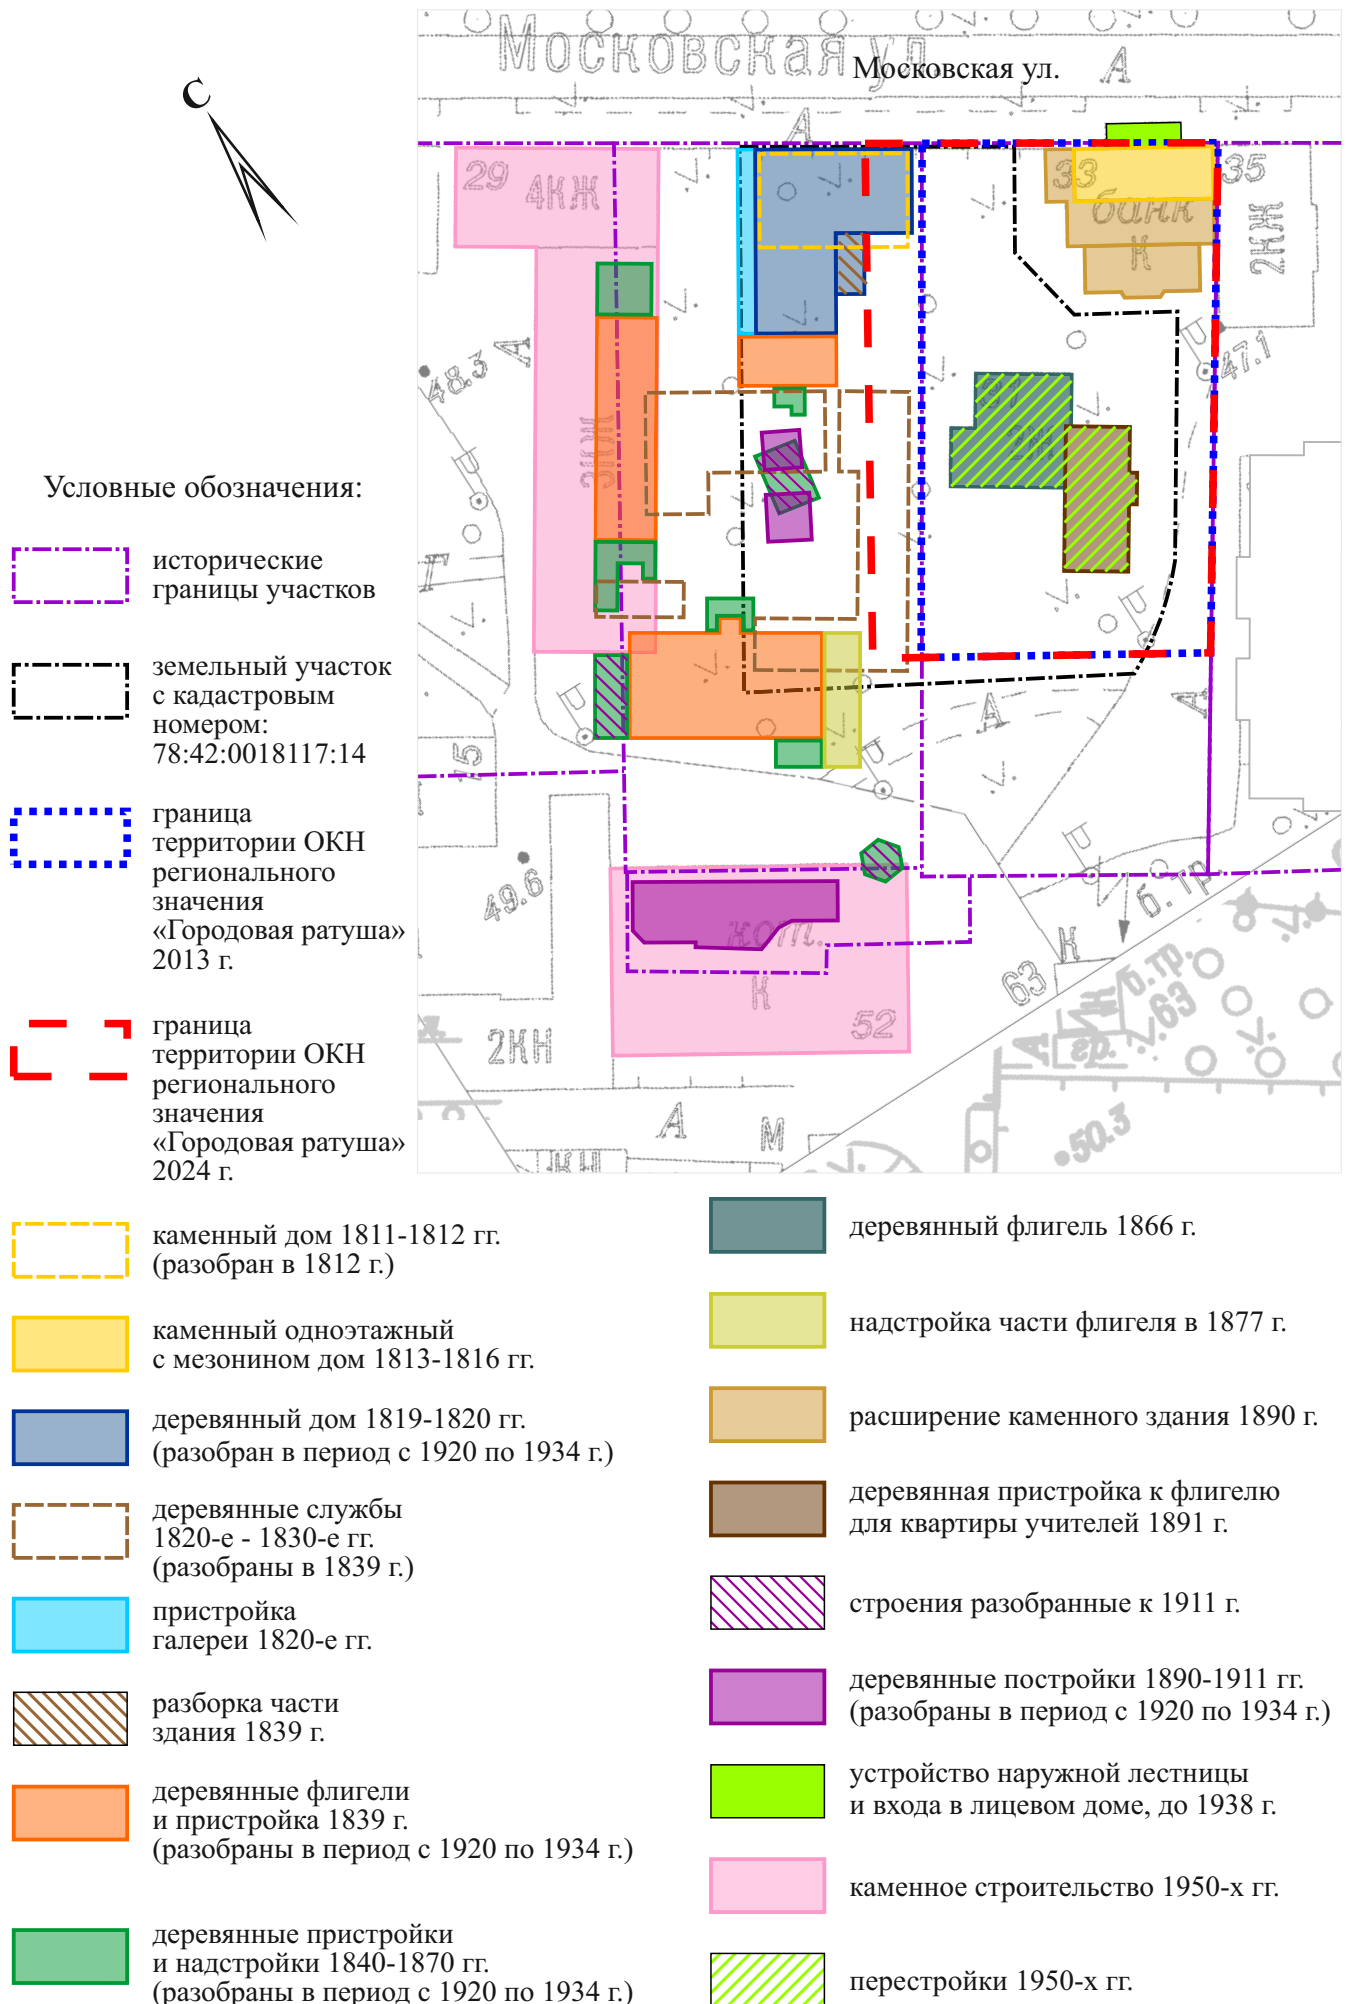 Московская ул.
Московская ул.
А
С
А
29
4КЖ
33
35
банк
К
2КЖ
48.3
А
3КЖ
47.1
Условные обозначения:
исторические
границы участков
земельный участок
с кадастровым
номером:
78:42:0018117:14
Г
А
А
15
граница
территории ОКН
регионального
значения
«Городовая ратуша»
2013 г.
49.6
кот.
К
52
б. тр.
63
К
2КН
А
М
КН
б.тр.
63
гр.
А
50.3
граница
территории ОКН
регионального
значения
«Городовая ратуша»
2024 г.
каменный дом 1811-1812 гг.
(разобран в 1812 г.)
каменный одноэтажный
с мезонином дом 1813-1816 гг.
деревянный дом 1819-1820 гг.
(разобран в период с 1920 по 1934 г.)
деревянные службы
1820-е - 1830-е гг.
(разобраны в 1839 г.)
пристройка
галереи 1820-е гг.
разборка части
здания 1839 г.
деревянные флигели
и пристройка 1839 г.
(разобраны в период с 1920 по 1934 г.)
деревянные пристройки
и надстройки 1840-1870 гг.
(разобраны в период с 1920 по 1934 г.)
деревянный флигель 1866 г.
надстройка части флигеля в 1877 г.
расширение каменного здания 1890 г.
деревянная пристройка к флигелю
для квартиры учителей 1891 г.
строения разобранные к 1911 г.
деревянные постройки 1890-1911 гг.
(разобраны в период с 1920 по 1934 г.)
устройство наружной лестницы
и входа в лицевом доме, до 1938 г.
каменное строительство 1950-х гг.
перестройки 1950-х гг.